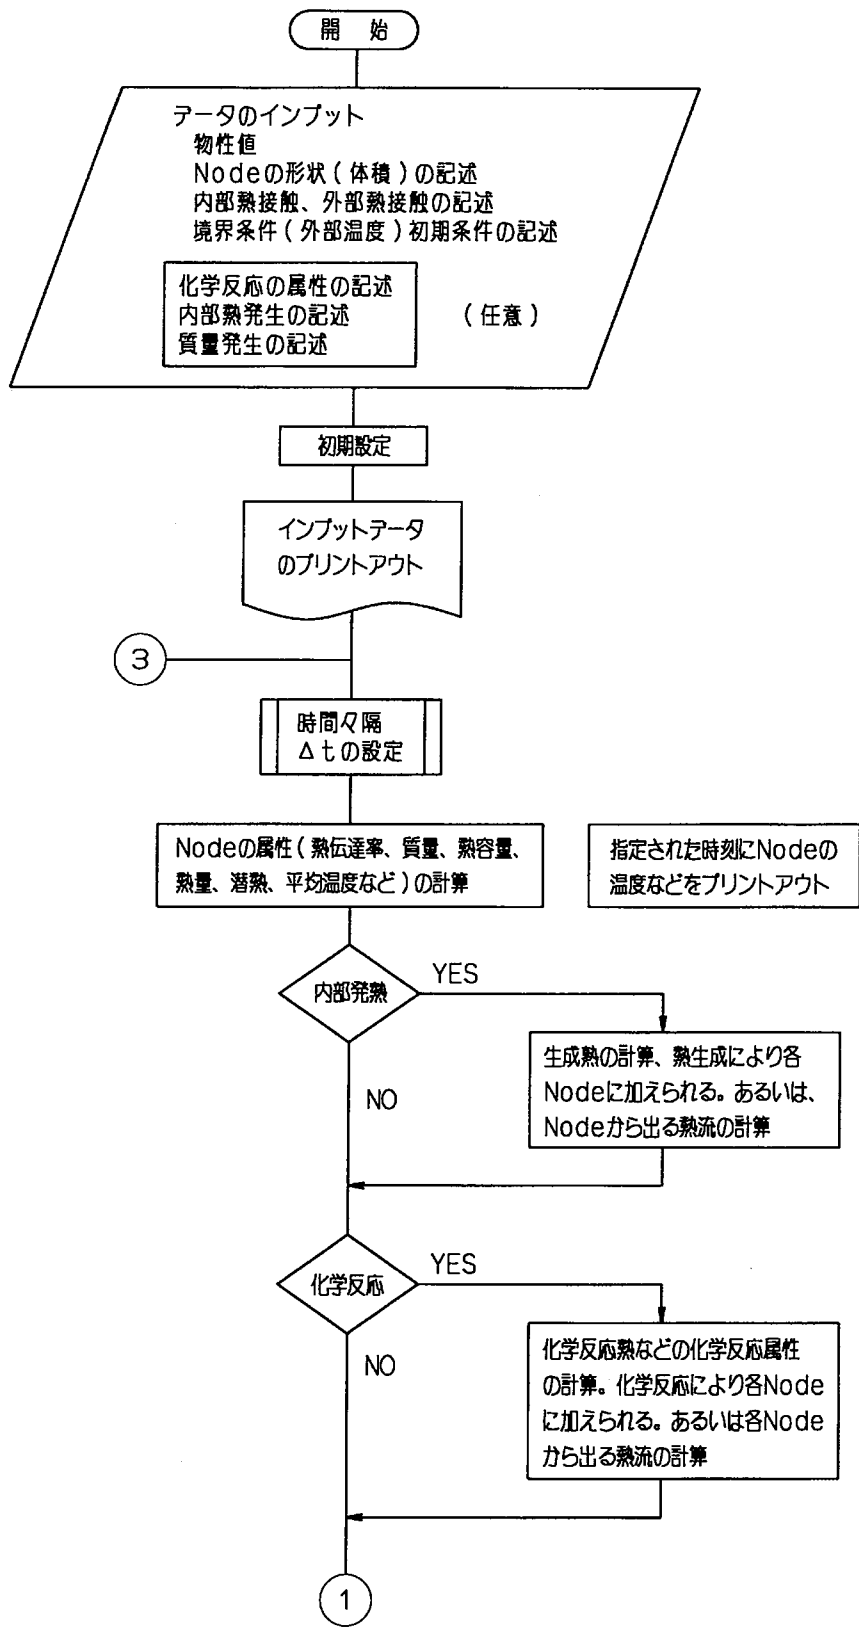 開 始
データのインプット
物性値
Nodeの形状(体積)の記述
内部熱接触、外部熱接触の記述
境界条件(外部温度)初期条件の記述
化学反応の属性の記述
内部熱発生の記述
(任意)
質量発生の記述
初期設定
インプットデータ
のプリントアウト
3
時間々隔
Δtの設定
Nodeの属性(熱伝達率、質量、熱容量、
熱量、潜熱、平均温度など)の計算
指定された時刻にNodeの
温度などをプリントアウト
内部発熱
YES
NO
生成熱の計算、熱生成により各
Nodeに加えられる。あるいは、
Nodeから出る熱流の計算
化学反応
YES
NO
化学反応熱などの化学反応属性
の計算。化学反応により各Node
に加えられる。あるいは各Node
から出る熱流の計算
1